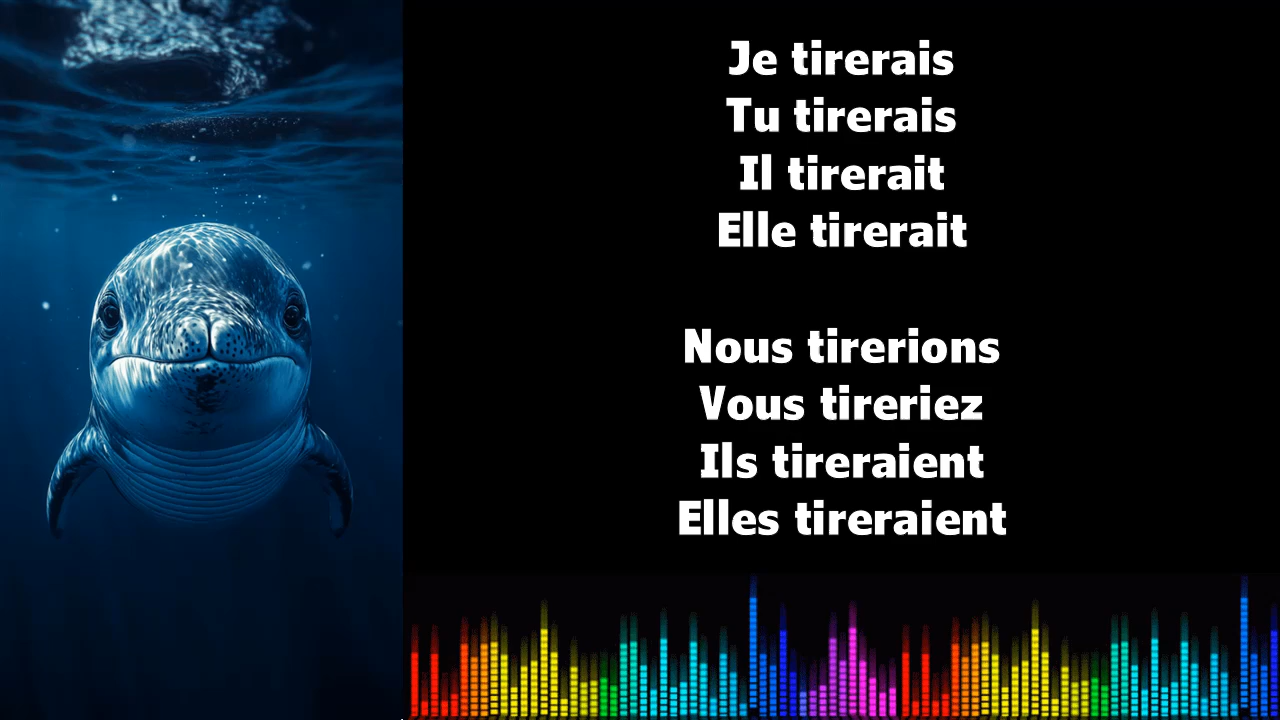 Je tirerais
Tu tirerais
Il tirerait
Elle tirerait
Nous tirerions
Vous tireriez
Ils tireraient
Elles tireraient